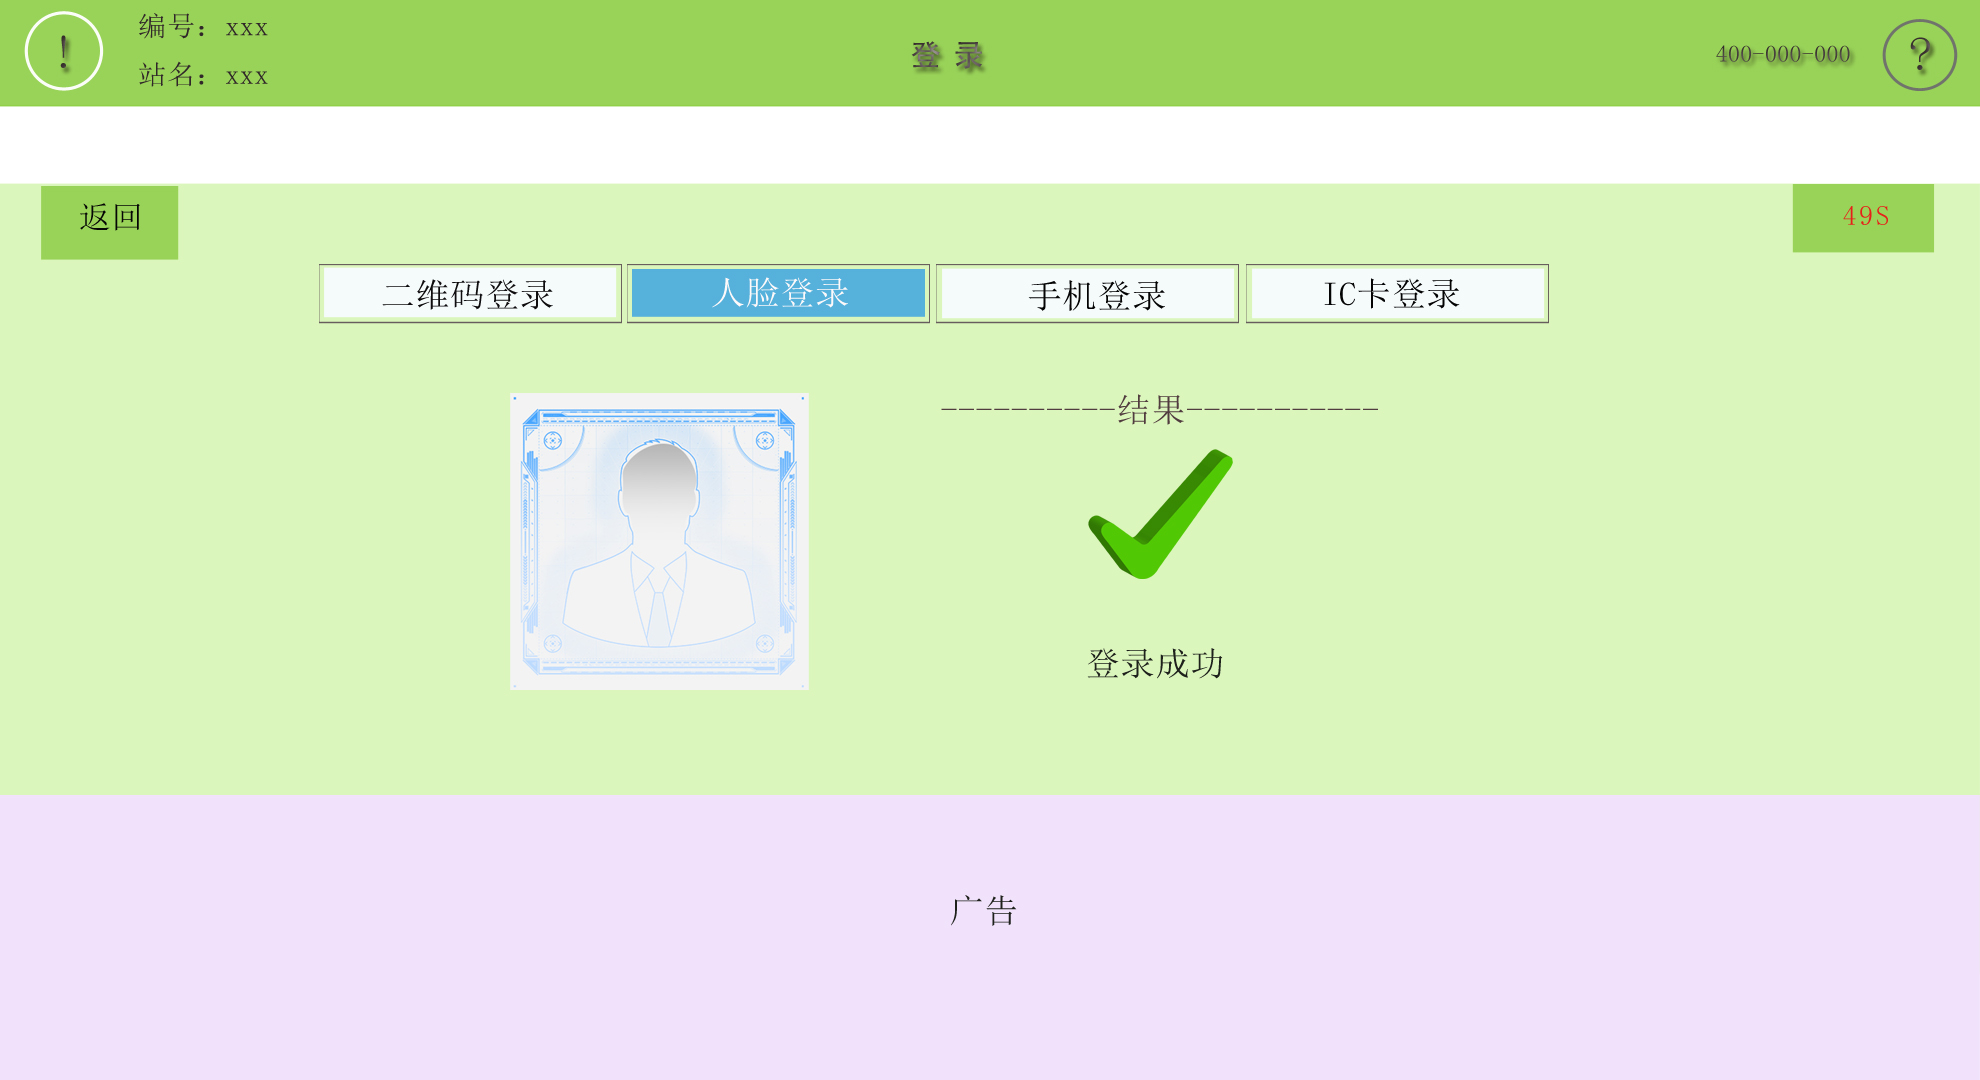 !
编号：xxx
站名：xxx
登 录
400-000-000
?
返回
49S
二维码登录
人脸登录
手机登录
IC卡登录
----------结果-----------
登录成功
广告